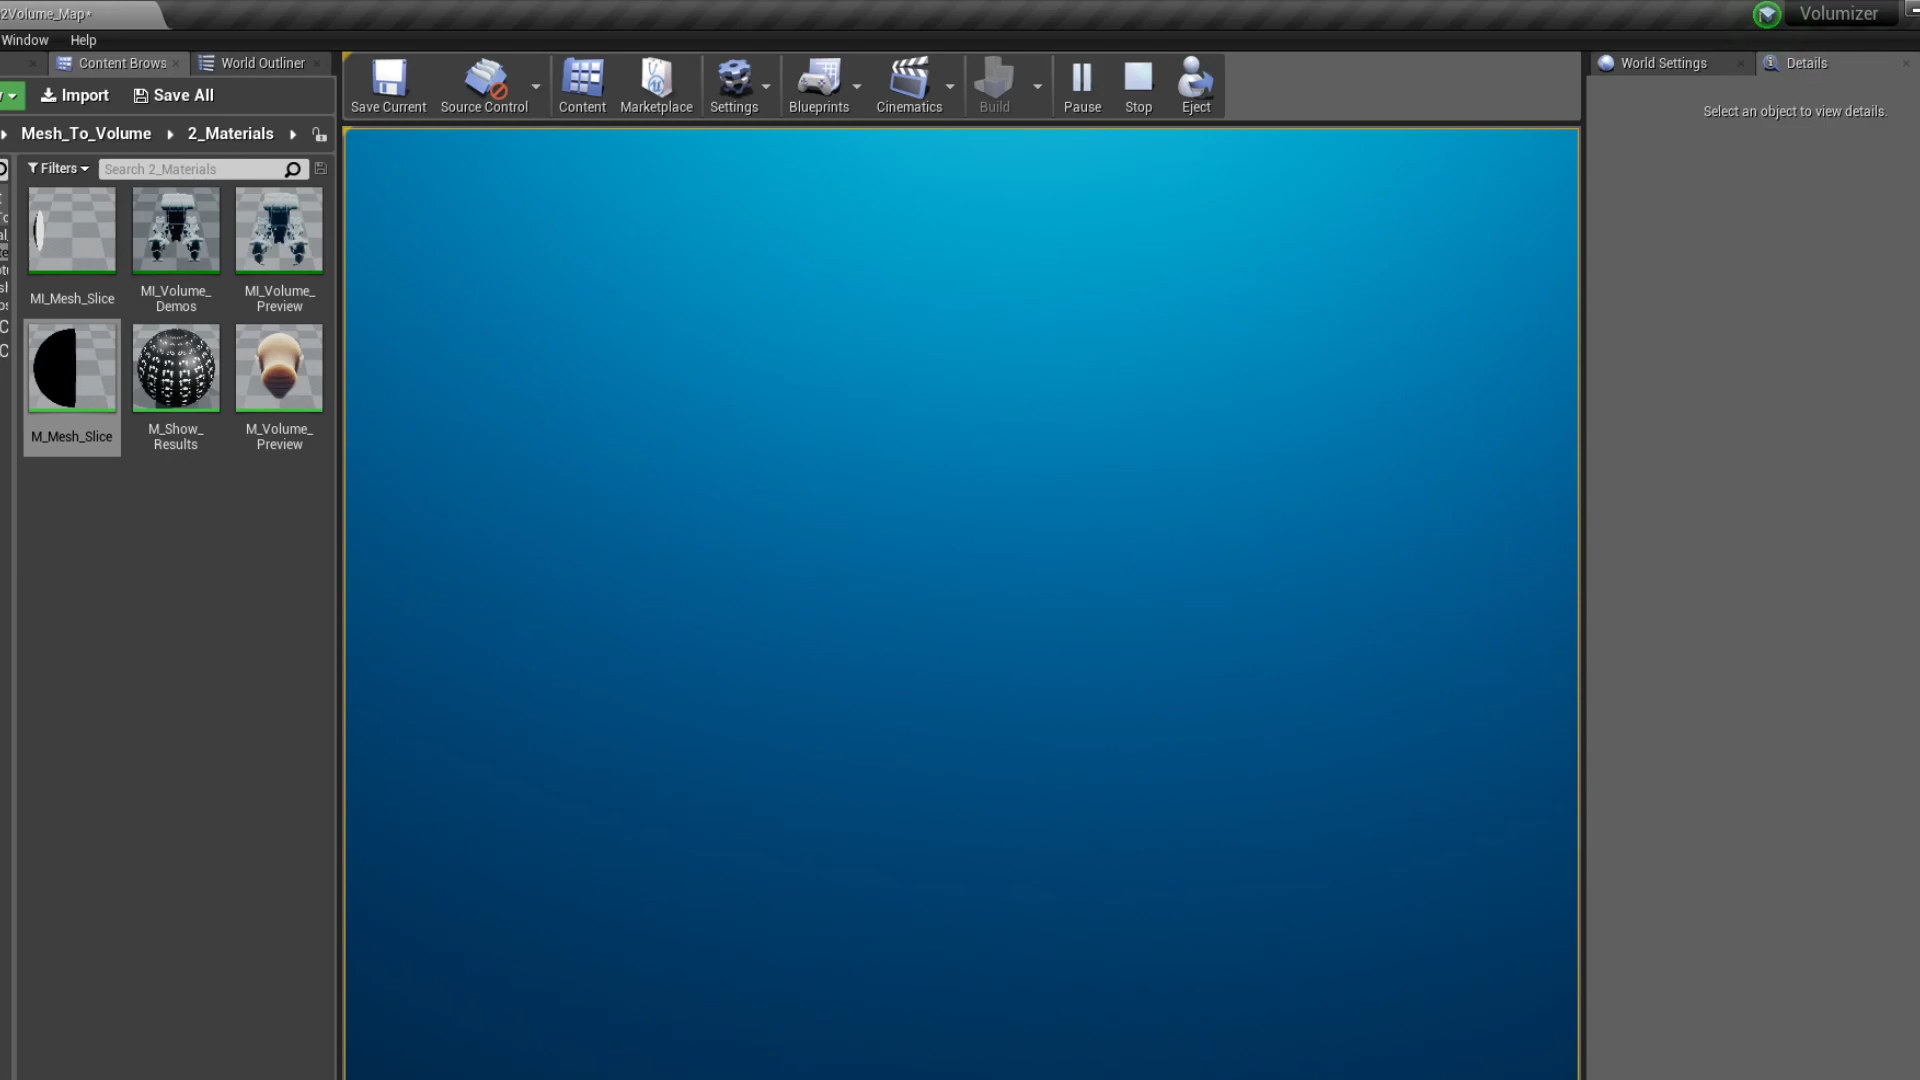 2Volume_Map*
Volumizer
Window Help
Content Brows
World Outliner
World Settings
Details
Import Save All
Save Current
Source Control
Content
Marketplace
Settings
Blueprints
Cinematics
Build
Pause
Stop
Eject
Select an object to view details.
Mesh_To_Volume 2_Materials
Filters
Search 2_Materials
MI_Mesh_Slice
MI_Volume_
Demos
MI_Volume_
Preview
M_Mesh_Slice
M_Show_
Results
M_Volume_
Preview